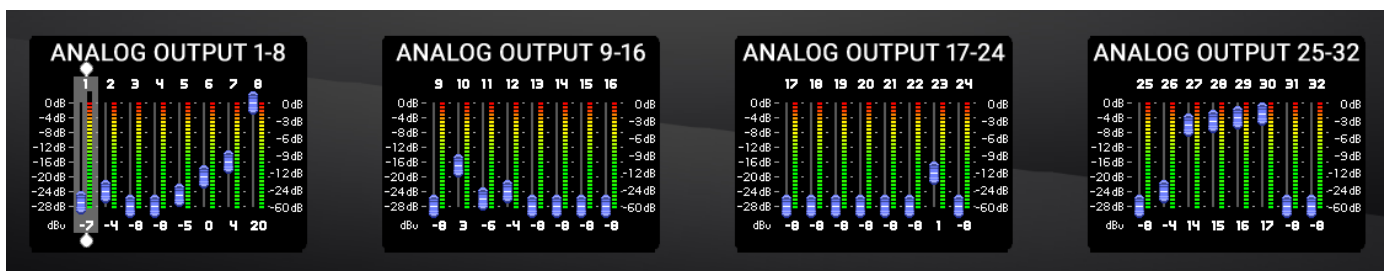 ANALOG OUTPUT 1-8
1 2 3 4 5 6 7 8
0dB 0dB
-4dB -3dB
-8dB -6dB
-12dB -9dB
-16dB -12dB
-20dB -24dB
-24dB -60dB
-28dB
dBu -7 -4 -8 -8 -5 0 4 20
ANALOG OUTPUT 9-16
9 10 11 12 13 14 15 16
0dB 0dB
-4dB -3dB
-8dB -6dB
-12dB -9dB
-16dB -12dB
-20dB -24dB
-24dB -60dB
-28dB
dBu -8 3 -6 -4 -8 -8 -8 -8
ANALOG OUTPUT 17-24
17 18 19 20 21 22 23 24
0dB 0dB
-4dB -3dB
-8dB -6dB
-12dB -9dB
-16dB -12dB
-20dB -24dB
-24dB -60dB
-28dB
dBu -8 -8 -8 -8 -8 -8 1 -8
ANALOG OUTPUT 25-32
25 26 27 28 29 30 31 32
0dB 0dB
-4dB -3dB
-8dB -6dB
-12dB -9dB
-16dB -12dB
-20dB -24dB
-24dB -60dB
-28dB
dBu -8 -4 14 15 16 17 -8 -8